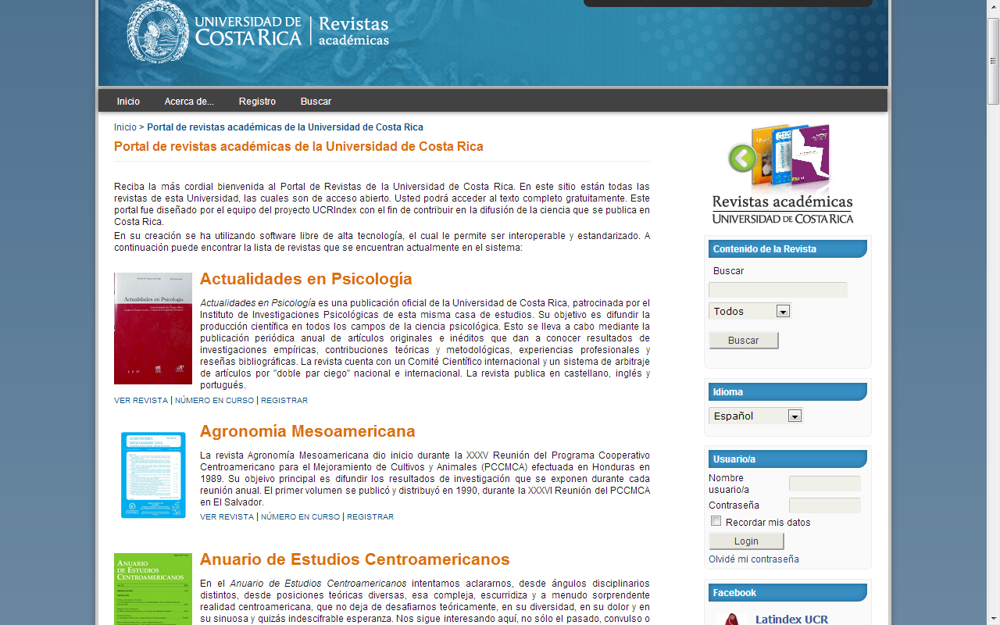 UNIVERSIDAD DE
COSTA RICA
Revistas
académicas
Inicio
Acerca de...
Registro
Buscar
Inicio > Portal de revistas académicas de la Universidad de Costa Rica
Portal de revistas académicas de la Universidad de Costa Rica
Reciba la más cordial bienvenida al Portal de Revistas de la Universidad de Costa Rica. En este sitio están todas las
revistas de esta Universidad, las cuales son de acceso abierto. Usted podrá acceder al texto completo gratuitamente. Este
portal fue diseñado por el equipo del proyecto UCRIndex con el fin de contribuir en la difusión de la ciencia que se publica en
Costa Rica.
En su creación se ha utilizando software libre de alta tecnología, el cual le permite ser interoperable y estandarizado. A
continuación puede encontrar la lista de revistas que se encuentran actualmente en el sistema:
Actualidades en Psicología
Actualidades en Psicología
Actualidades en Psicología es una publicación oficial de la Universidad de Costa Rica, patrocinada por el
Instituto de Investigaciones Psicológicas de esta misma casa de estudios. Su objetivo es difundir la
producción científica en todos los campos de la ciencia psicológica. Esto se lleva a cabo mediante la
publicación periódica anual de artículos originales e inéditos que dan a conocer resultados de
investigaciones empíricas, contribuciones teóricas y metodológicas, experiencias profesionales y
reseñas bibliográficas. La revista cuenta con un Comité Científico internacional y un sistema de arbitraje
de artículos por "doble par ciego" nacional e internacional. La revista publica en castellano, inglés y
portugués.
VER REVISTA | NÚMERO EN CURSO | REGISTRAR
AGRONOMÍA
MESOAMERICANA
Agronomía Mesoamericana
La revista Agronomía Mesoamericana dio inicio durante la XXXV Reunión del Programa Cooperativo
Centroamericano para el Mejoramiento de Cultivos y Animales (PCCMCA) efectuada en Honduras en
1989. Su objeivo principal es difundir los resultados de investigación que se exponen durante cada
reunión anual. El primer volumen se publicó y distribuyó en 1990, durante la XXXVI Reunión del PCCMCA
en El Salvador.
VER REVISTA | NÚMERO EN CURSO | REGISTRAR
ANUARIO
DE ESTUDIOS
CENTROAMERICANOS
Anuario de Estudios Centroamericanos
En el Anuario de Estudios Centroamericanos intentamos aclararnos, desde ángulos disciplinarios
distintos, desde posiciones teóricas diversas, esa compleja, escurridiza y a menudo sorprendente
realidad centroamericana, que no deja de desafiarnos teóricamente, en su diversidad, en su dolor y en
su sinuosa y quizás indescifrable esperanza. Nos sigue interesando aquí, no sólo el pasado, convulso o
Revistas académicas
UNIVERSIDAD DE COSTA RICA
Contenido de la Revista
Buscar
Todos
Buscar
Idioma
Español
Usuario/a
Nombre
usuario/a
Contraseña
Recordar mis datos
Login
Olvidé mi contraseña
Facebook
Latindex UCR